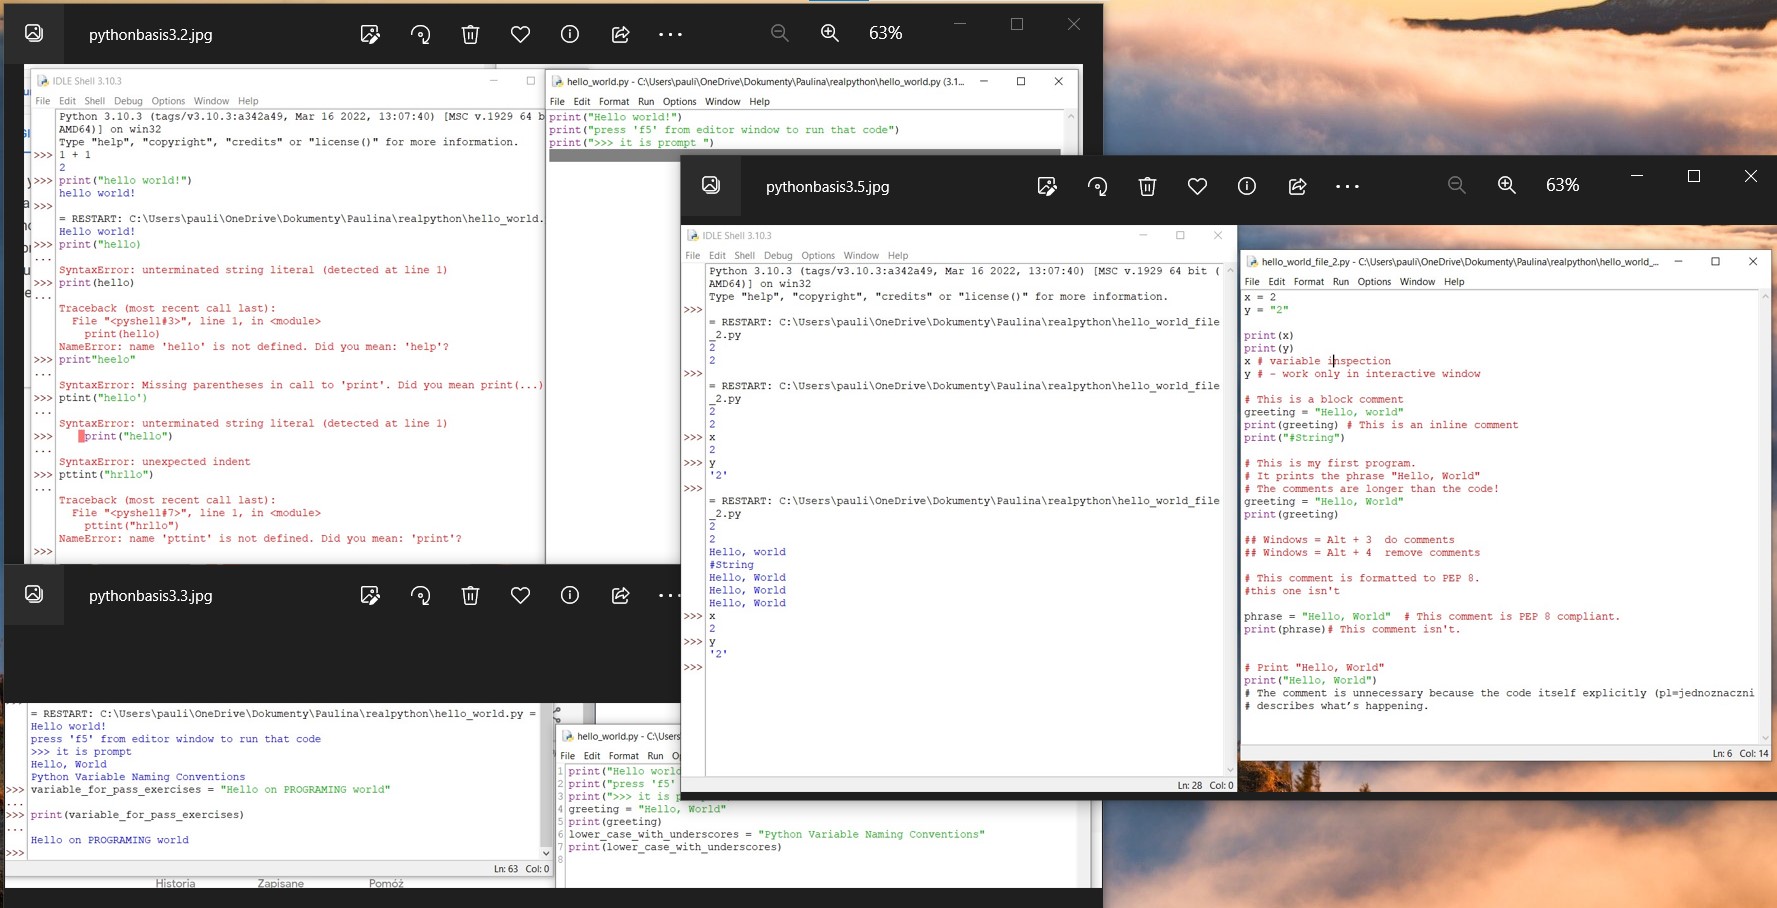 pythonbasis3.2.jpg
63%
IDLE Shell 3.10.3
File Edit Shell Debug Options Window Help
Python 3.10.3 (tags/v3.10.3:a342a49, Mar 16 2022, 13:07:40) [MSC v.1929 64 b
AMD64)] on win32
Type "help", "copyright", "credits" or "license()" for more information.
>>> 1 + 1
2
>>> print("hello world!")
hello world!
>>>
= RESTART: C:\Users\pauli\OneDrive\Dokumenty\Paulina\realpython\hello_world.
Hello world!
>>> print("hello)
...
SyntaxError: unterminated string literal (detected at line 1)
>>> print(hello)
...
Traceback (most recent call last):
File "<pyshell#3>", line 1, in <module>
print(hello)
NameError: name 'hello' is not defined. Did you mean: 'help'?
>>> print"heelo"
...
SyntaxError: Missing parentheses in call to 'print'. Did you mean print(...)
>>> ptint("hello')
...
SyntaxError: unterminated string literal (detected at line 1)
>>> print("hello")
...
SyntaxError: unexpected indent
>>> pttint("hrllo")
...
Traceback (most recent call last):
File "<pyshell#7>", line 1, in <module>
pttint("hrllo")
NameError: name 'pttint' is not defined. Did you mean: 'print'?
>>>
hello_world.py - C:\Users\pauli\OneDrive\Dokumenty\Paulina\realpython\hello_world.py (3.1...
File Edit Format Run Options Window Help
print("Hello world!")
print("press 'f5' from editor window to run that code")
print(">>> it is prompt ")
pythonbasis3.5.jpg
63%
IDLE Shell 3.10.3
File Edit Shell Debug Options Window Help
Python 3.10.3 (tags/v3.10.3:a342a49, Mar 16 2022, 13:07:40) [MSC v.1929 64 bit (
AMD64)] on win32
Type "help", "copyright", "credits" or "license()" for more information.
>>>
= RESTART: C:\Users\pauli\OneDrive\Dokumenty\Paulina\realpython\hello_world_file
_2.py
2
2
>>>
= RESTART: C:\Users\pauli\OneDrive\Dokumenty\Paulina\realpython\hello_world_file
_2.py
2
2
>>> x
2
>>> y
'2'
>>>
= RESTART: C:\Users\pauli\OneDrive\Dokumenty\Paulina\realpython\hello_world_file
_2.py
2
2
Hello, world
#String
Hello, World
Hello, World
Hello, World
>>> x
2
>>> y
'2'
>>>
Ln: 28 Col: 0
hello_world_file_2.py - C:\Users\pauli\OneDrive\Dokumenty\Paulina\realpython\hello_world_...
File Edit Format Run Options Window Help
x = 2
y = "2"
print(x)
print(y)
x # variable inspection
y # - work only in interactive window
# This is a block comment
greeting = "Hello, world"
print(greeting) # This is an inline comment
print("#String")
# This is my first program.
# It prints the phrase "Hello, World"
# The comments are longer than the code!
greeting = "Hello, World"
print(greeting)
## Windows = Alt + 3  do comments
## Windows = Alt + 4  remove comments
# This comment is formatted to PEP 8.
#this one isn't
phrase = "Hello, World"  # This comment is PEP 8 compliant.
print(phrase)# This comment isn't.
# Print "Hello, World"
print("Hello, World")
# The comment is unnecessary because the code itself explicitly (pl=jednoznaczni
# describes what's happening.
Ln: 6 Col: 14
pythonbasis3.3.jpg
= RESTART: C:\Users\pauli\OneDrive\Dokumenty\Paulina\realpython\hello_world.py =
Hello world!
press 'f5' from editor window to run that code
>>> it is prompt
Hello, World
Python Variable Naming Conventions
>>> variable_for_pass_exercises = "Hello on PROGRAMING world"
...
>>> print(variable_for_pass_exercises)
...
Hello on PROGRAMING world
>>>
Ln: 63 Col: 0
Historia Zapisane Pomóż
hello_world.py - C:\Users
File Edit Format Run Op
1 print("Hello world
2 print("press 'f5'
3 print(">>> it is p
4 greeting = "Hello, World"
5 print(greeting)
6 lower_case_with_underscores = "Python Variable Naming Conventions"
7 print(lower_case_with_underscores)
8